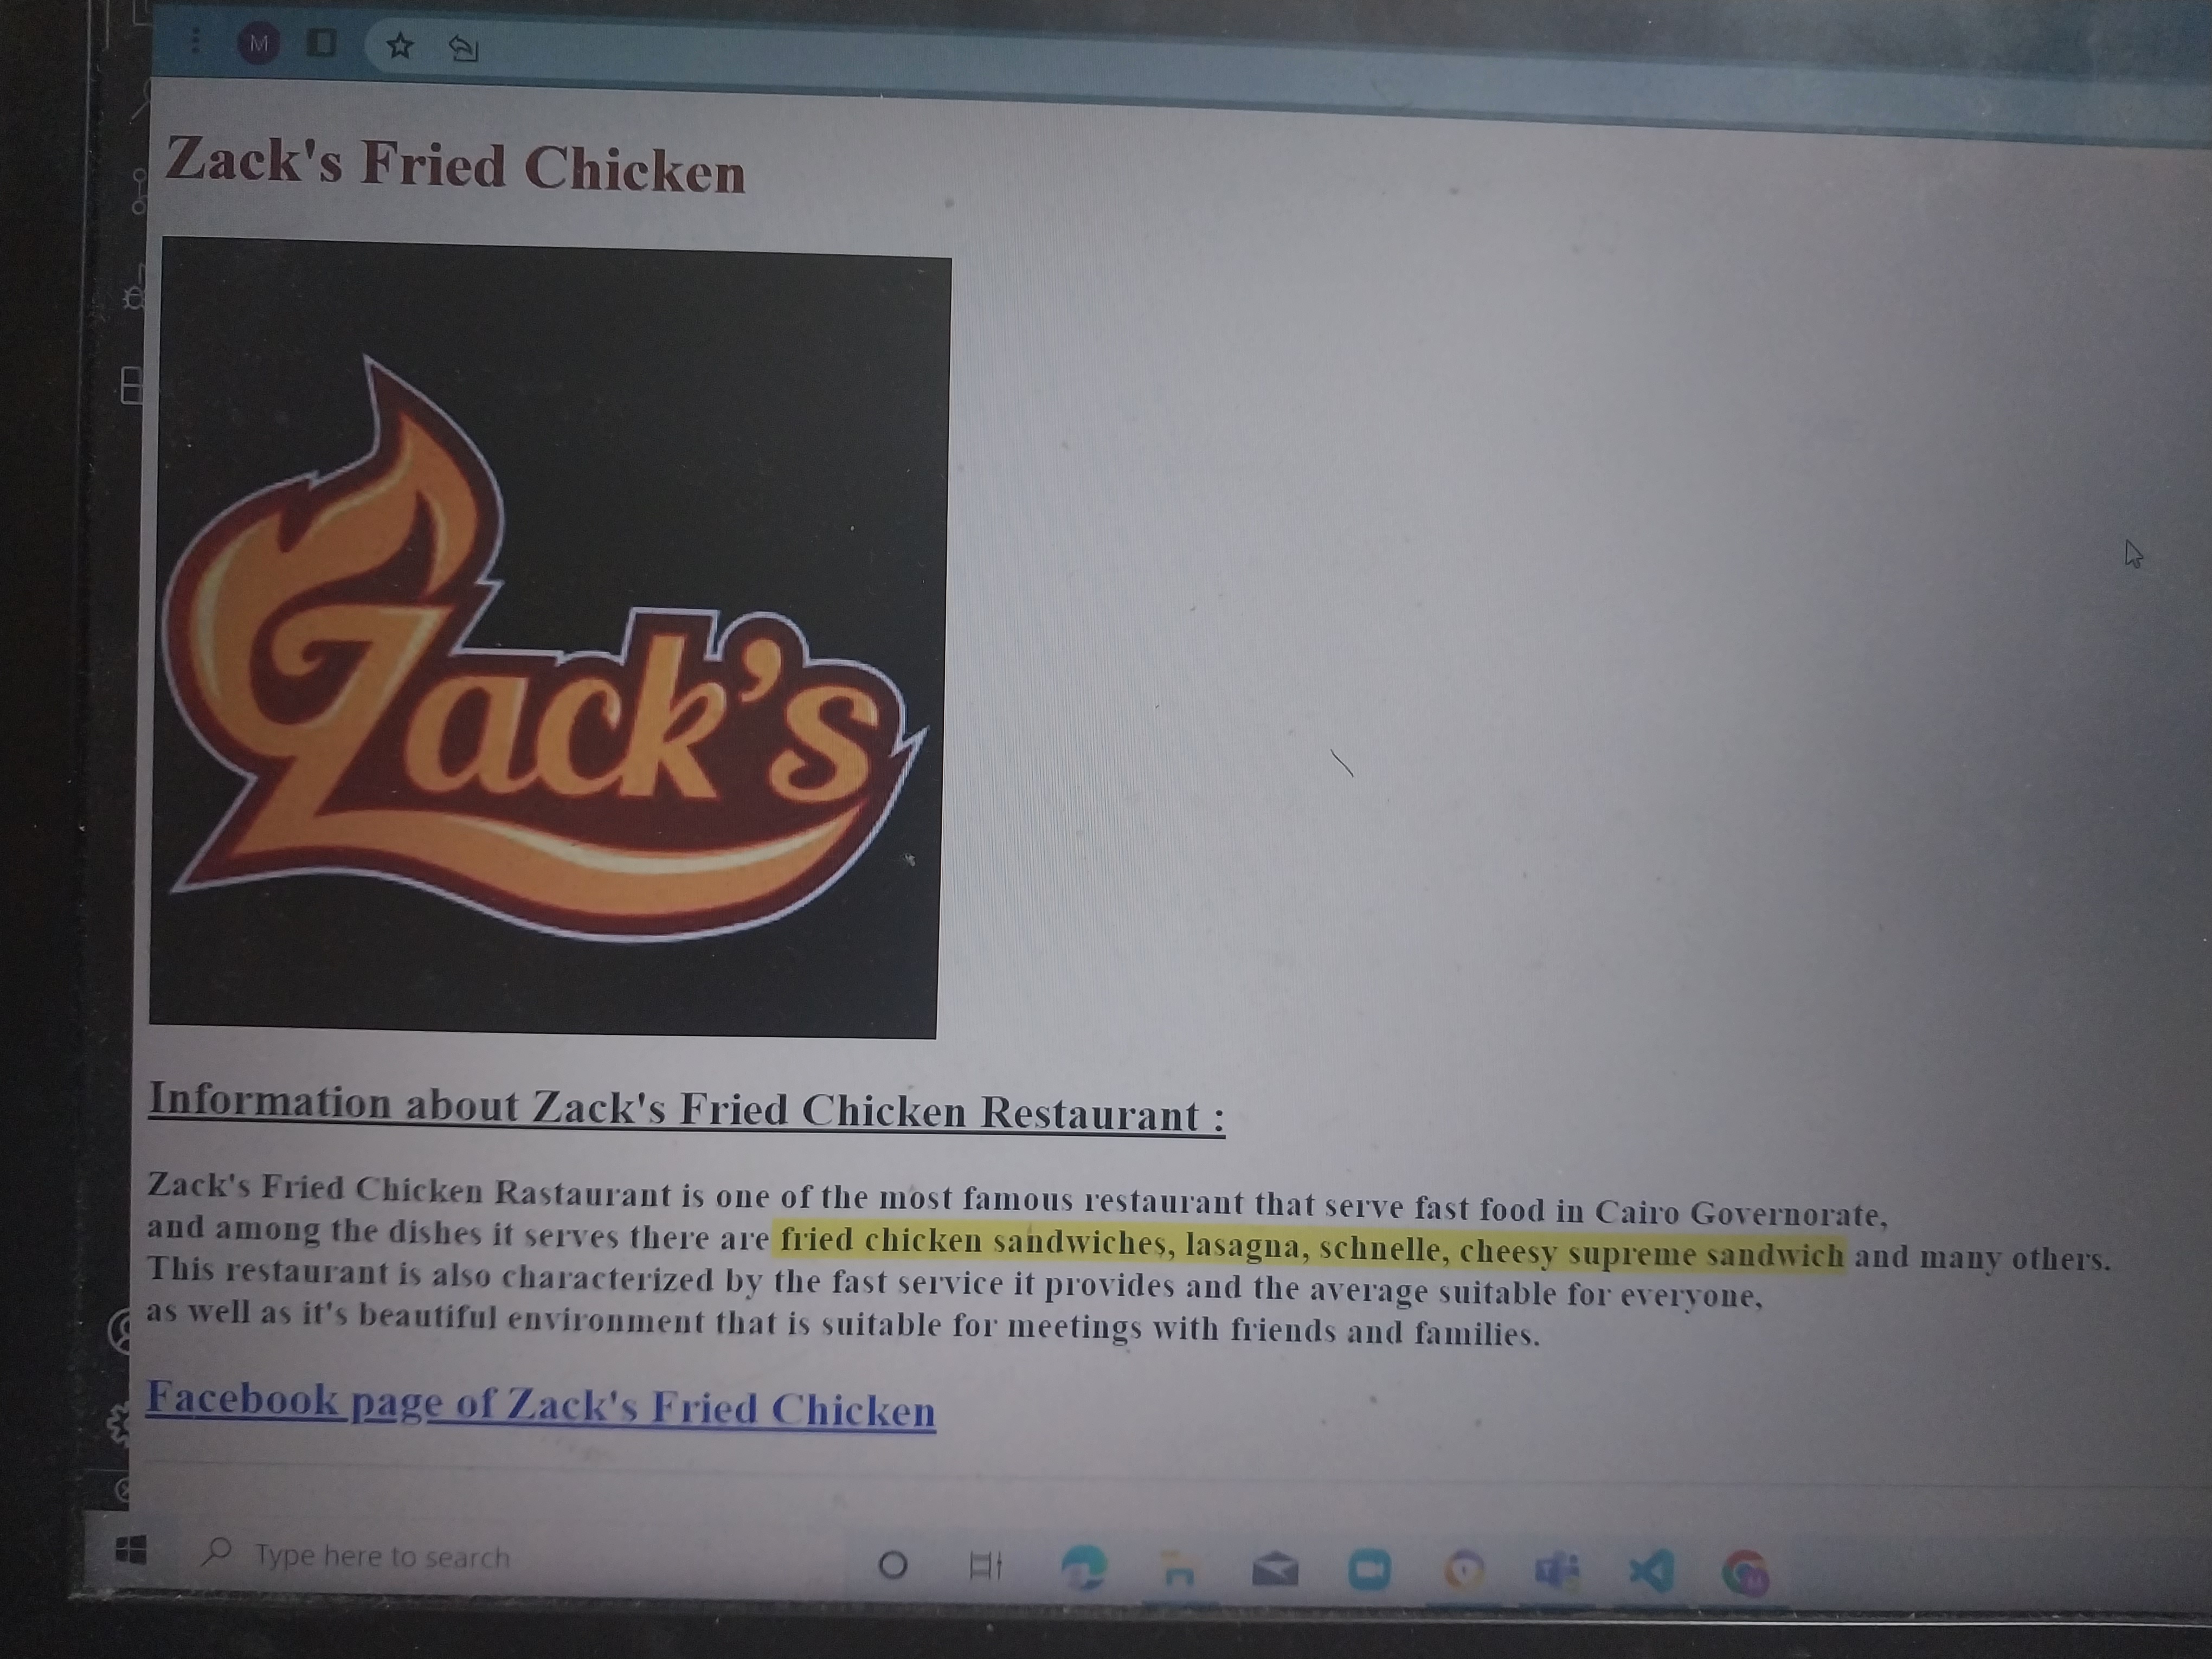 M
Zack's Fried Chicken
Zack's
Information about Zack's Fried Chicken Restaurant :
Zack's Fried Chicken Rastaurant is one of the most famous restaurant that serve fast food in Cairo Governorate,
and among the dishes it serves there are fried chicken sandwiches, lasagna, schnelle, cheesy supreme sandwich and many others.
This restaurant is also characterized by the fast service it provides and the average suitable for everyone,
as well as it's beautiful environment that is suitable for meetings with friends and families.
Facebook page of Zack's Fried Chicken
Type here to search